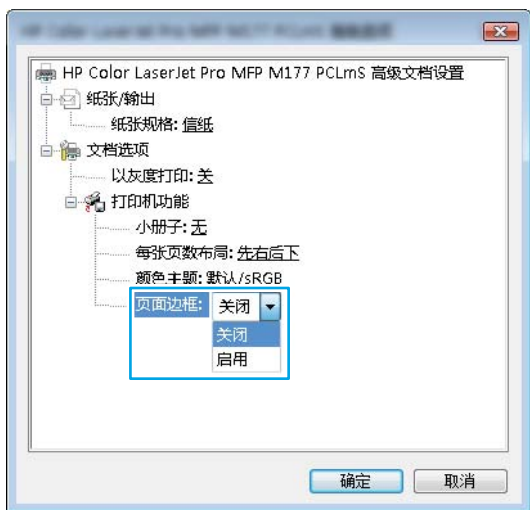 HP Color LaserJet Pro MFP M177 PCLmS 高级文档设置
纸张/输出
纸张规格: 信纸
文档选项
以灰度打印: 关
打印机功能
小册子: 无
每张页数布局: 先右后下
颜色主题: 默认/sRGB
页面边框: 关闭
关闭
启用
确定 取消